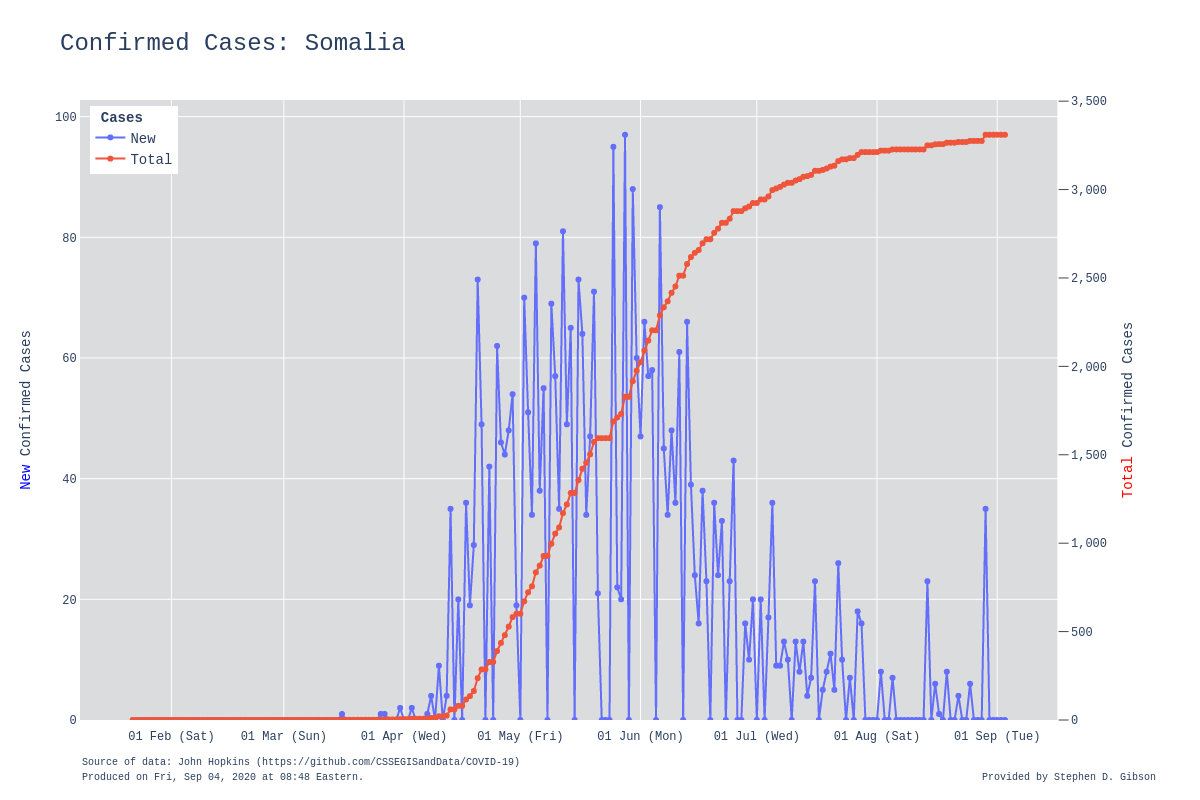 Confirmed Cases: Somalia
Cases
New
Total
100
80
60
40
20
0
3,500
3,000
2,500
2,000
1,500
1,000
500
0
New Confirmed Cases
Total Confirmed Cases
01 Feb (Sat) 01 Mar (Sun) 01 Apr (Wed) 01 May (Fri) 01 Jun (Mon) 01 Jul (Wed) 01 Aug (Sat) 01 Sep (Tue)
Source of data: John Hopkins (https://github.com/CSSEGISandData/COVID-19)
Produced on Fri, Sep 04, 2020 at 08:48 Eastern.
Provided by Stephen D. Gibson